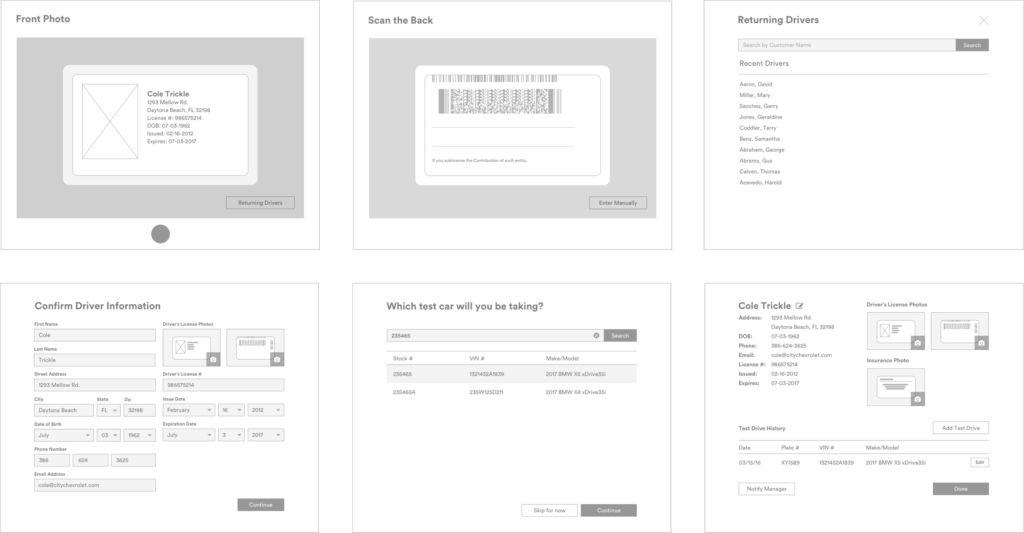 Front Photo
Cole Trickle
1293 Mellow Rd.
Daytona Beach, FL 32198
License #: 986575214
DOB: 07-03-1962
Issued: 02-16-2012
Expires: 07-03-2017
Returning Drivers
Scan the Back
If you sublicense the Contribution of such entity.
Enter Manually
Returning Drivers
Search by Customer Name
Search
Recent Drivers
Aaron, David
Miller, Mary
Sanchez, Gerry
Jones, Geraldine
Coddler, Terry
Benz, Samantha
Abraham, George
Abrams, Gus
Calvan, Thomas
Acevedo, Harold
Confirm Driver Information
First Name
Cole
Last Name
Trickle
Street Address
1293 Mellow Rd.
City State Zip
Daytona Beach FL 32198
Date of Birth
July 03 1962
Phone Number
386 624 3625
Email Address
cole@citychevrolet.com
Driver's License Photos
Driver's License #
986575214
Issue Date
February 16 2012
Expiration Date
July 3 2017
Continue
Which test car will you be taking?
235465
Search
Stock # VIN # Make/Model
235465 1321462A1839 2017 BMW X5 xDrive35i
235465A 235W125D211 2017 BMW X4 xDrive35i
Skip for now
Continue
Cole Trickle
Address: 1293 Mellow Rd.
Daytona Beach, FL 32198
DOB: 07-03-1962
Phone: 386-624-3625
Email: cole@citychevrolet.com
License #: 986575214
Issued: 02-16-2012
Expires: 07-03-2017
Driver's License Photos
Insurance Photo
Test Drive History
Add Test Drive
Date Plate # VIN # Make/Model
03/15/16 XY1589 1321462A1839 2017 BMW X5 xDrive35i
Edit
Notify Manager
Done